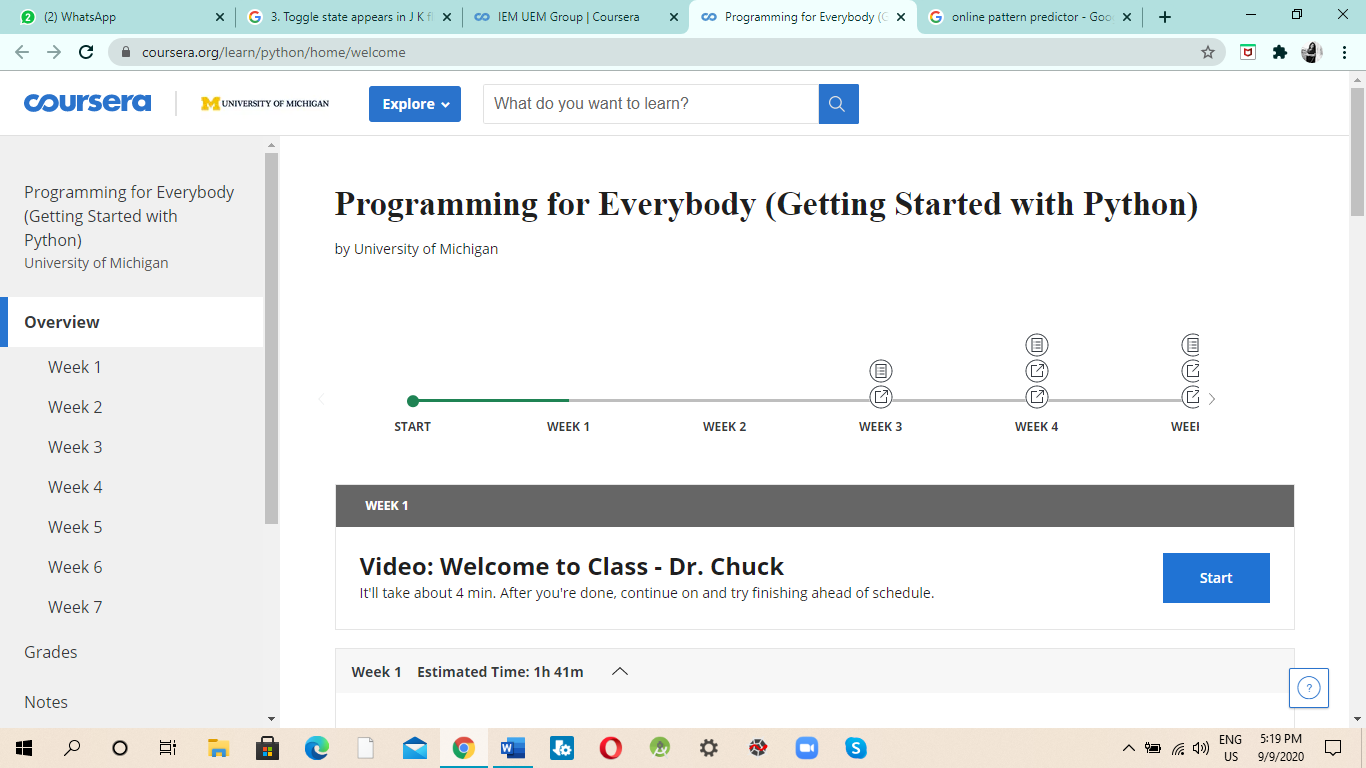 (2) WhatsApp
3. Toggle state appears in J K fl
IEM UEM Group | Coursera
Programming for Everybody (G
online pattern predictor - Goo
coursera.org/learn/python/home/welcome
coursera
M UNIVERSITY OF MICHIGAN
Explore
What do you want to learn?
Programming for Everybody
(Getting Started with
Python)
University of Michigan
Overview
Week 1
Week 2
Week 3
Week 4
Week 5
Week 6
Week 7
Grades
Notes
Programming for Everybody (Getting Started with Python)
by University of Michigan
START
WEEK 1
WEEK 2
WEEK 3
WEEK 4
WEEI
WEEK 1
Video: Welcome to Class - Dr. Chuck
It'll take about 4 min. After you're done, continue on and try finishing ahead of schedule.
Start
Week 1 Estimated Time: 1h 41m
?
ENG
US
5:19 PM
9/9/2020